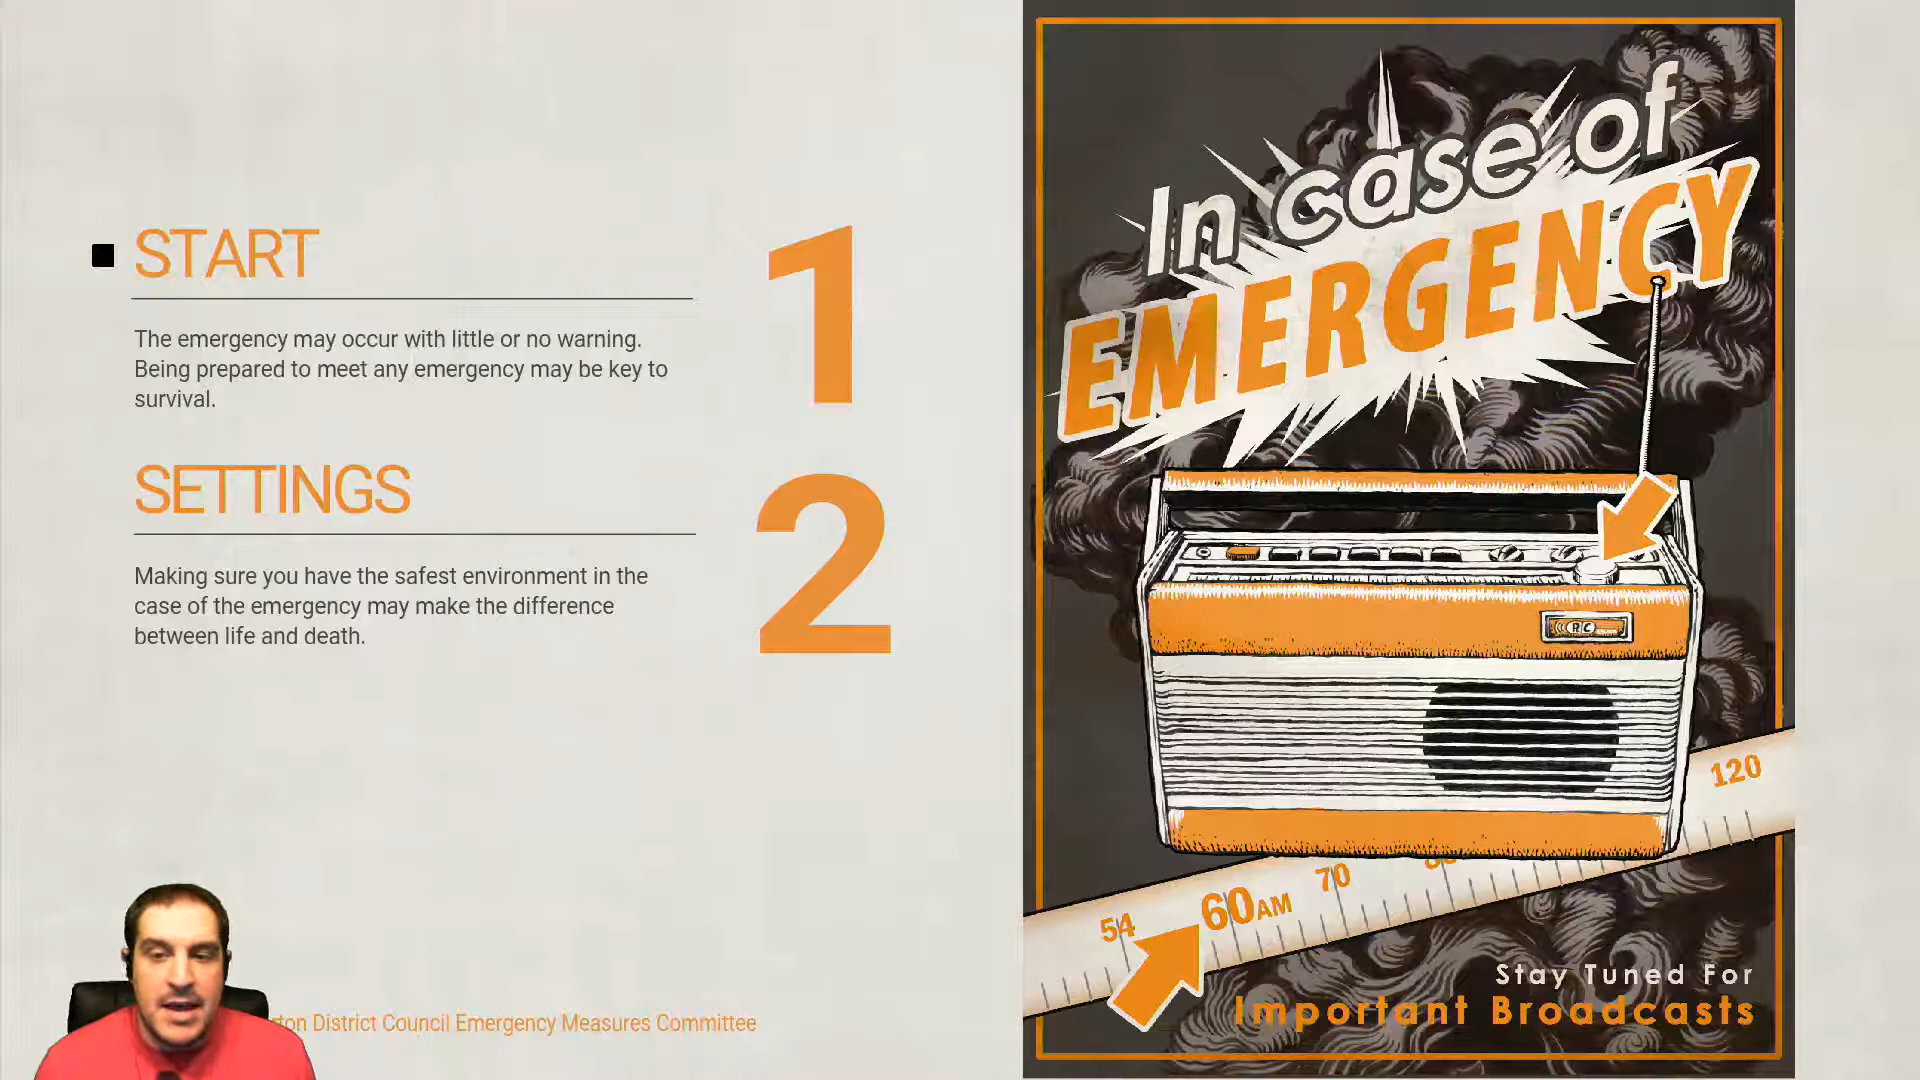 START
The emergency may occur with little or no warning.
Being prepared to meet any emergency may be key to
survival.
1
SETTINGS
Making sure you have the safest environment in the
case of the emergency may make the difference
between life and death.
2
District Council Emergency Measures Committee
In case of
EMERGENCY
RC
120
70
60AM
54
Stay Tuned For
Important Broadcasts